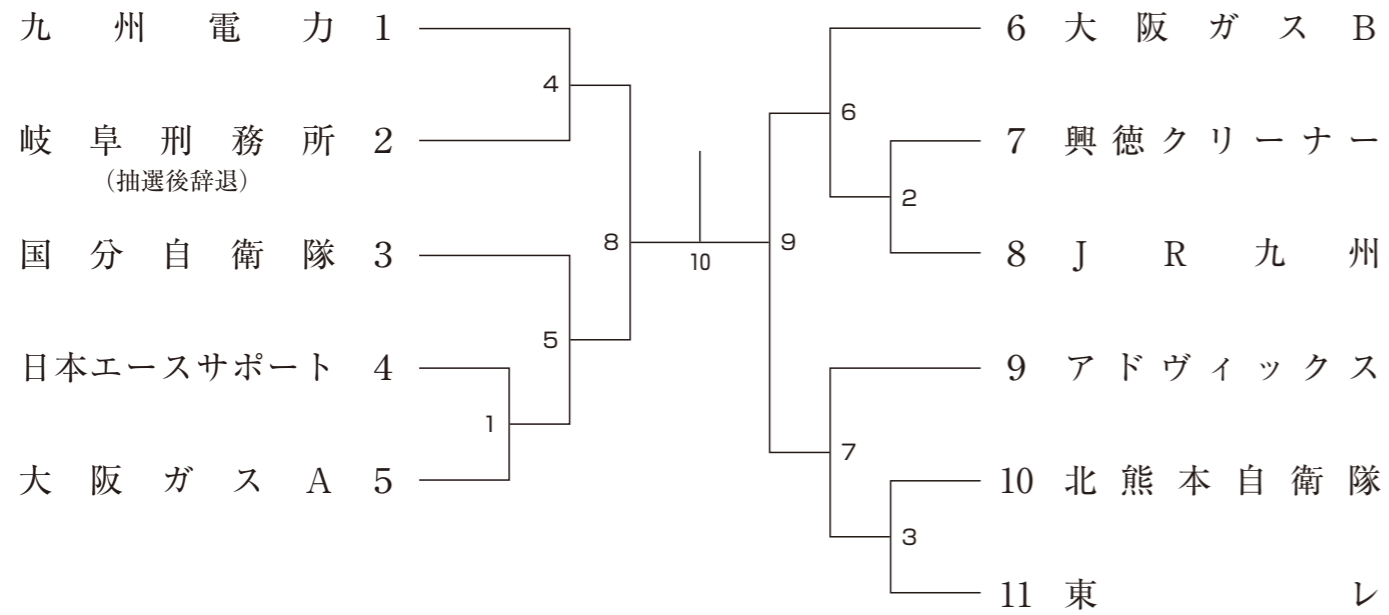 九州電力 1
4
岐阜刑務所 2
（抽選後辞退）
国分自衛隊 3
8
5
日本エースサポート 4
1
大阪ガスA 5
10
6 大阪ガスB
6
7 興徳クリーナー
2
8 JR九州
9
9 アドヴィックス
7
10 北熊本自衛隊
3
11 東レ